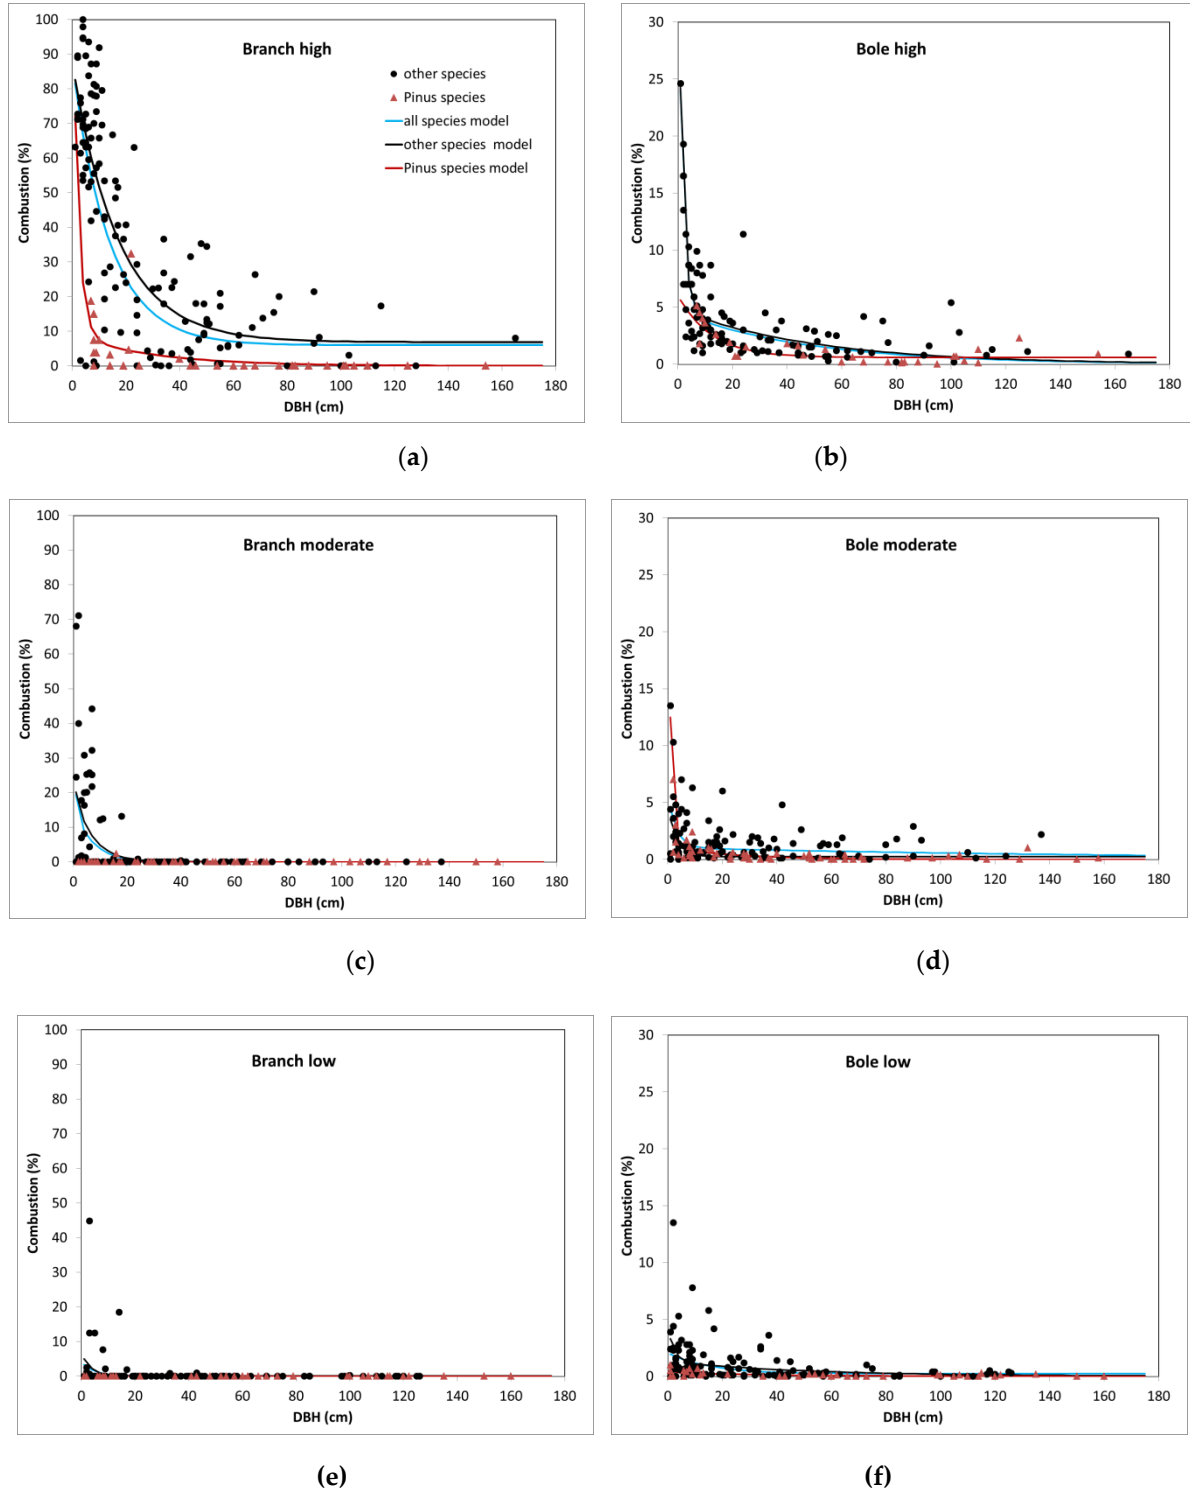 Branch high
100
90
80
70
60
50
40
30
20
10
0
Combustion (%)
other species
Pinus species
all species model
other species model
Pinus species model
0 20 40 60 80 100 120 140 160 180
DBH (cm)
(a)
Bole high
30
25
20
15
10
5
0
Combustion (%)
0 20 40 60 80 100 120 140 160 180
DBH (cm)
(b)
Branch moderate
100
90
80
70
60
50
40
30
20
10
0
Combustion (%)
0 20 40 60 80 100 120 140 160 180
DBH (cm)
(c)
Bole moderate
30
25
20
15
10
5
0
Combustion (%)
0 20 40 60 80 100 120 140 160 180
DBH (cm)
(d)
Branch low
100
90
80
70
60
50
40
30
20
10
0
Combustion (%)
0 20 40 60 80 100 120 140 160 180
DBH (cm)
(e)
Bole low
30
25
20
15
10
5
0
Combustion (%)
0 20 40 60 80 100 120 140 160 180
DBH (cm)
(f)